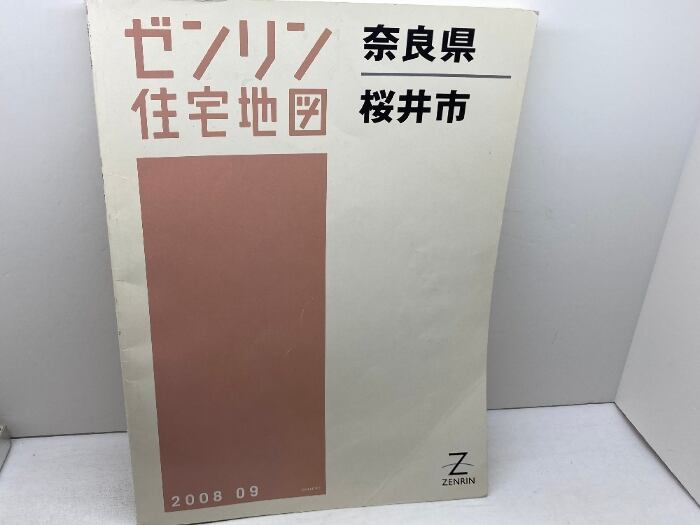 ゼンリン
住宅地図
奈良県
桜井市
2008 09
Z
ZENRIN